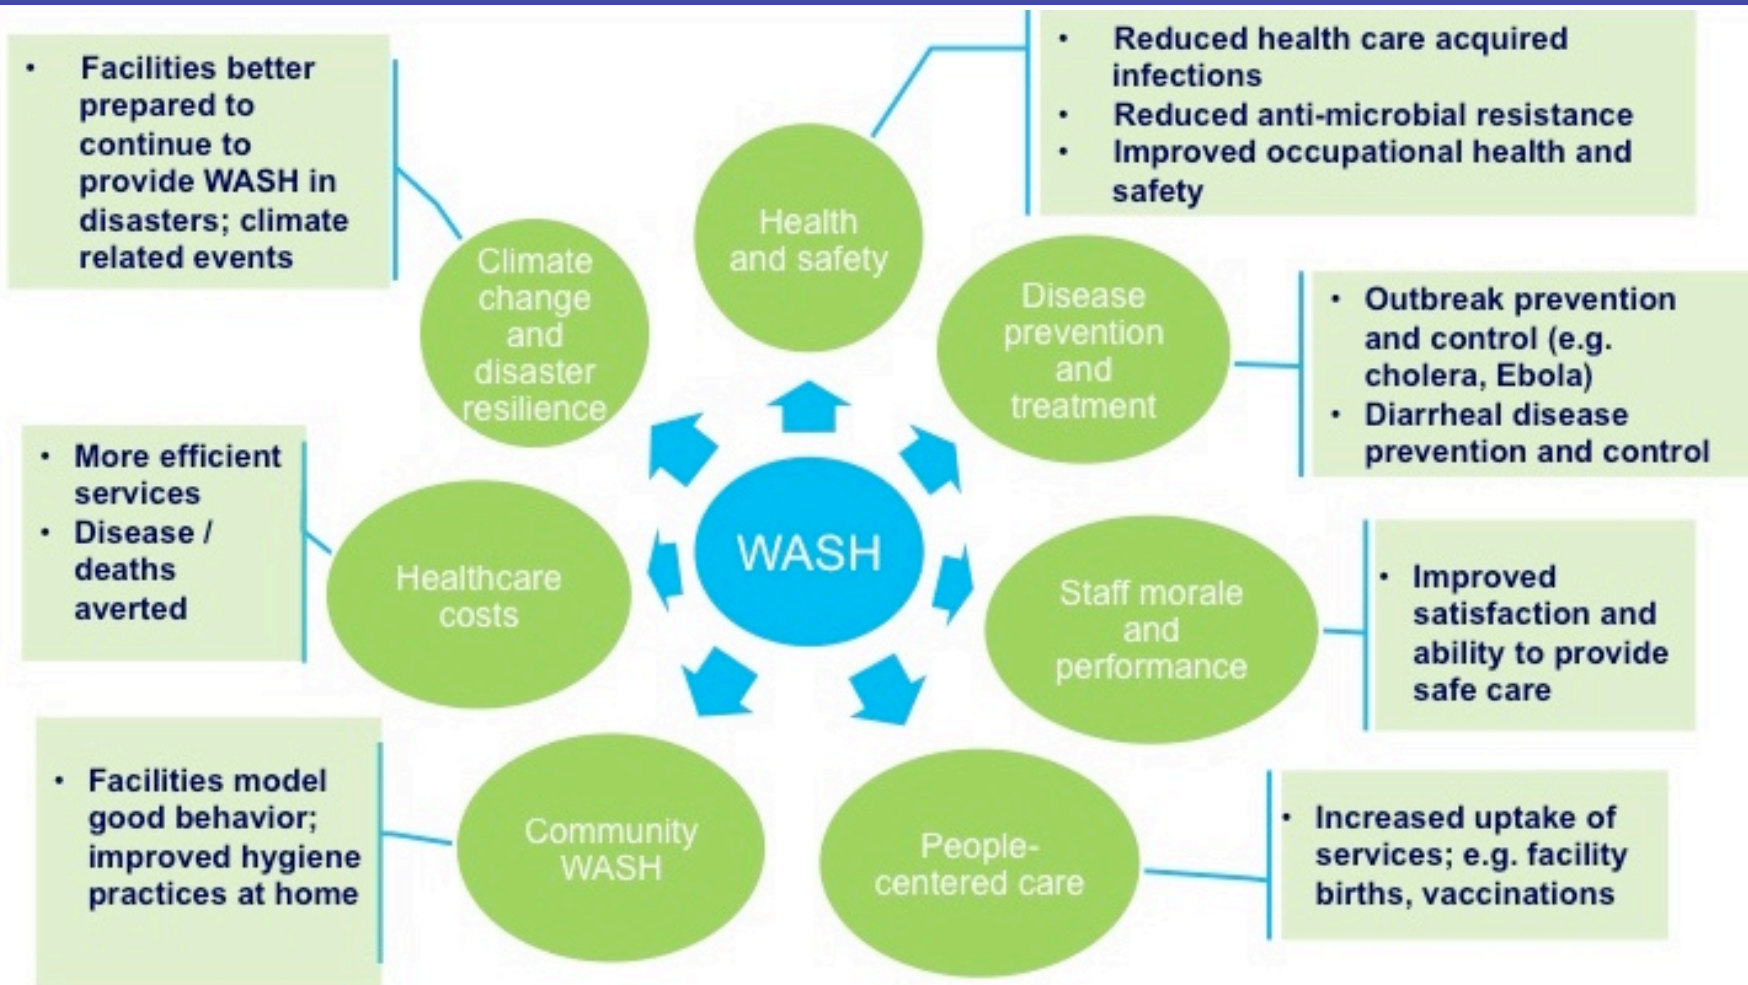 • Facilities better
prepared to
continue to
provide WASH in
disasters; climate
related events
• Reduced health care acquired
infections
• Reduced anti-microbial resistance
• Improved occupational health and
safety
Health
and safety
Climate
change
and
disaster
resilience
Disease
prevention
and
treatment
• Outbreak prevention
and control (e.g.
cholera, Ebola)
• Diarrheal disease
prevention and control
• More efficient
services
• Disease /
deaths
averted
Healthcare
costs
WASH
Staff morale
and
performance
• Improved
satisfaction and
ability to provide
safe care
• Facilities model
good behavior;
improved hygiene
practices at home
Community
WASH
People-
centered care
• Increased uptake of
services; e.g. facility
births, vaccinations